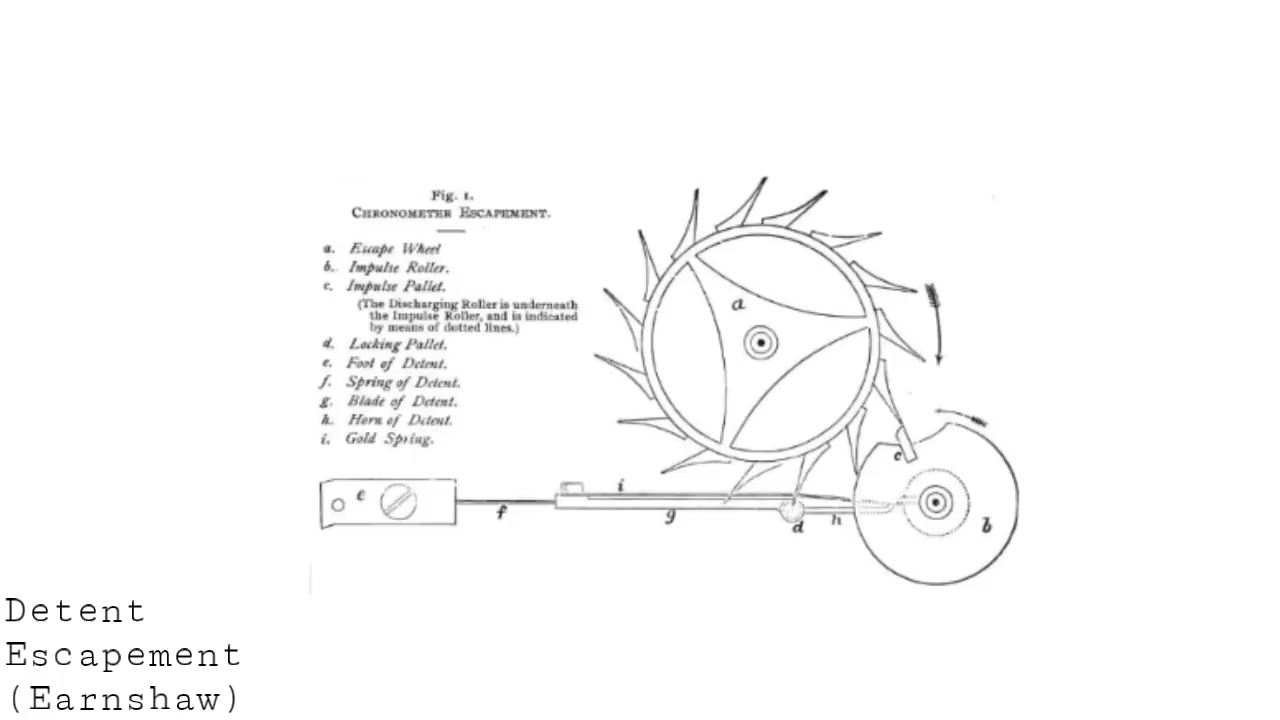 Fig. 1.
CHRONOMETER ESCAPEMENT.
a. Escape Wheel
b. Impulse Roller.
c. Impulse Pallet.
(The Discharging Roller is underneath
the Impulse Roller, and is indicated
by means of dotted lines.)
d. Locking Pallet.
e. Foot of Detent.
f. Spring of Detent.
g. Blade of Detent.
h. Horn of Detent.
i. Gold Spring.
a
c
e
i
f
g
d
h
b
Detent
Escapement
(Earnshaw)